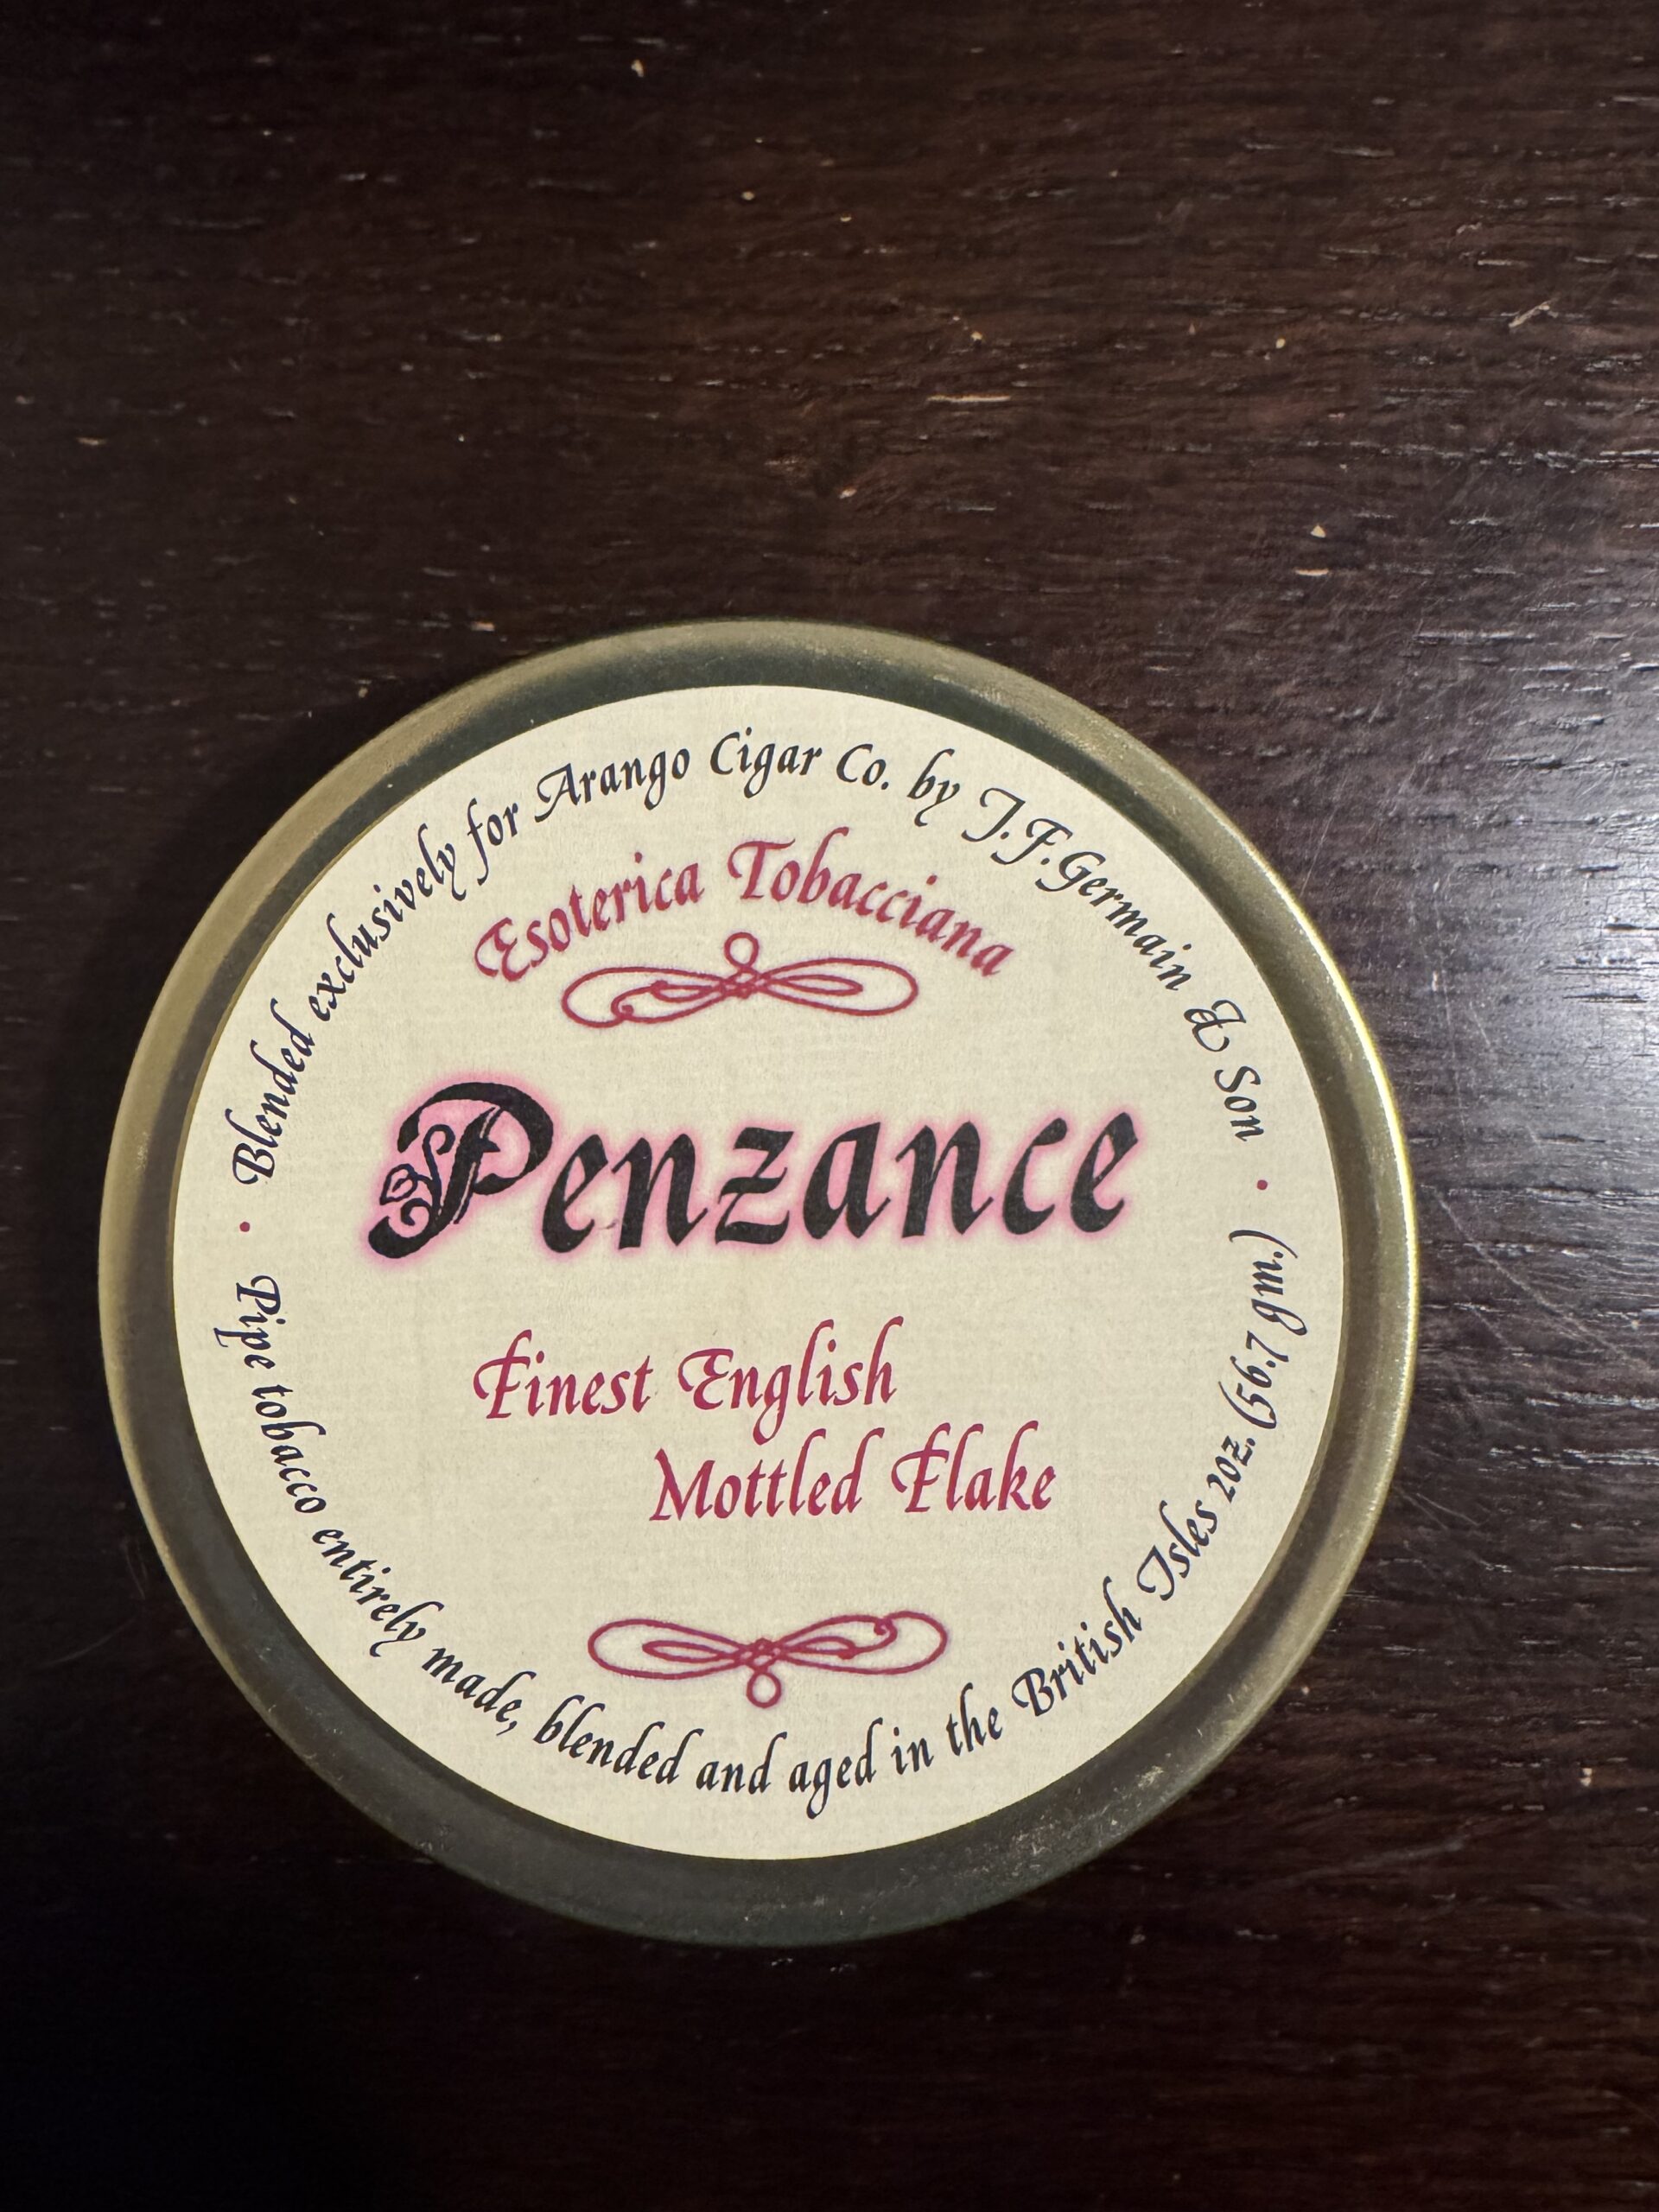 Blended exclusively for Arango Cigar Co. by J.F.Germain & Son
Esoterica Tobacciana
Penzance
Finest English
Mottled Flake
Pipe tobacco entirely made, blended and aged in the British Isles 2oz. (56.7 gm.)